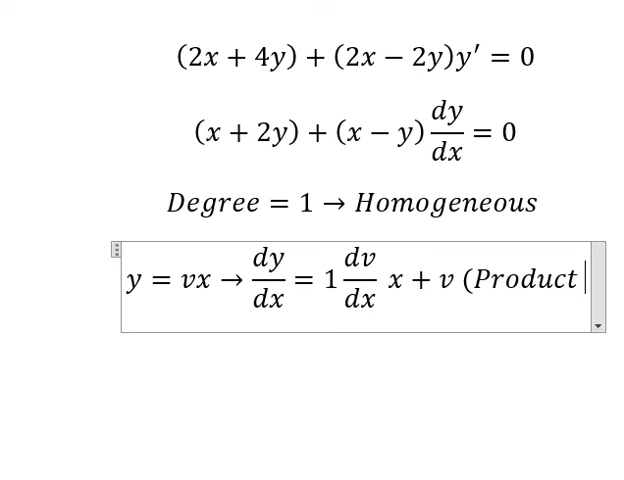 (2x + 4y) + (2x − 2y)y′ = 0
(x + 2y) + (x − y) dy/dx = 0
Degree = 1 → Homogeneous
y = vx → dy/dx = 1 dv/dx x + v (Product